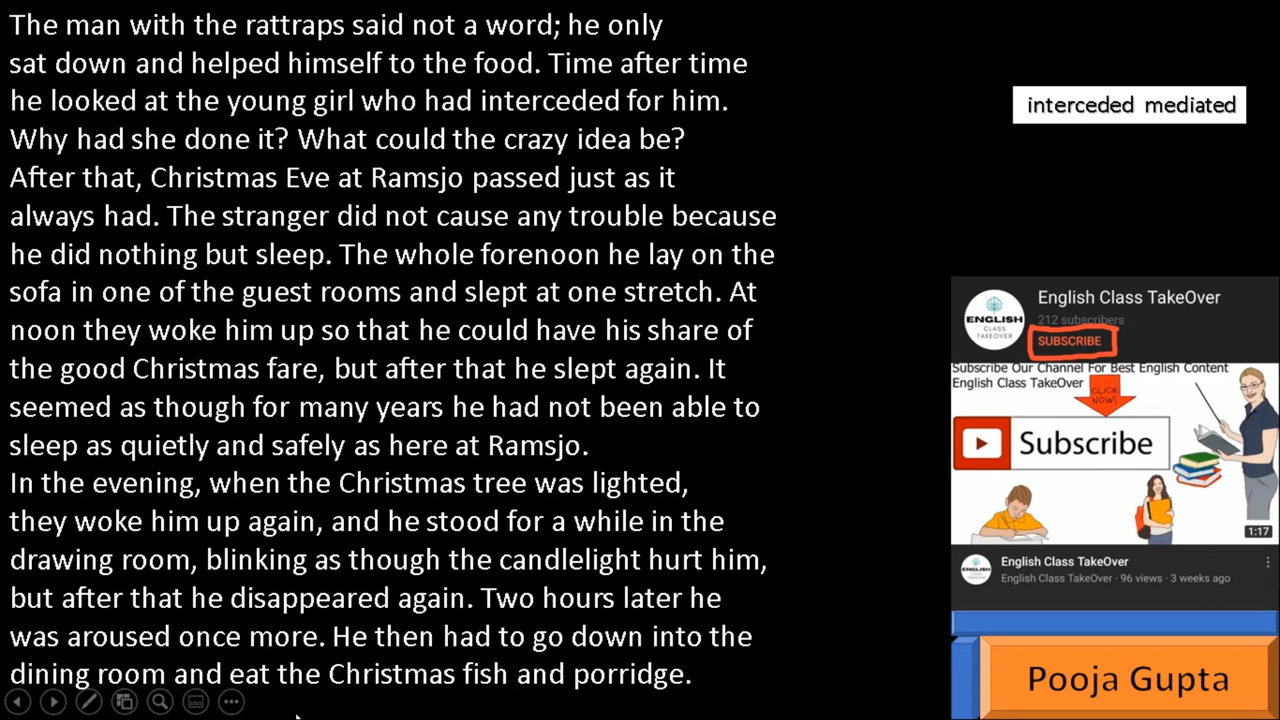 The man with the rattraps said not a word; he only
sat down and helped himself to the food. Time after time
he looked at the young girl who had interceded for him.
Why had she done it? What could the crazy idea be?
After that, Christmas Eve at Ramsjo passed just as it
always had. The stranger did not cause any trouble because
he did nothing but sleep. The whole forenoon he lay on the
sofa in one of the guest rooms and slept at one stretch. At
noon they woke him up so that he could have his share of
the good Christmas fare, but after that he slept again. It
seemed as though for many years he had not been able to
sleep as quietly and safely as here at Ramsjo.
In the evening, when the Christmas tree was lighted,
they woke him up again, and he stood for a while in the
drawing room, blinking as though the candlelight hurt him,
but after that he disappeared again. Two hours later he
was aroused once more. He then had to go down into the
dining room and eat the Christmas fish and porridge.
interceded mediated
ENGLISH
CLASS
TAKEOVER
English Class TakeOver
212 subscribers
SUBSCRIBE
Subscribe Our Channel For Best English Content
English Class TakeOver
CLICK
NOW!
Subscribe
1:17
ENGLISH
English Class TakeOver
English Class TakeOver · 96 views · 3 weeks ago
Pooja Gupta